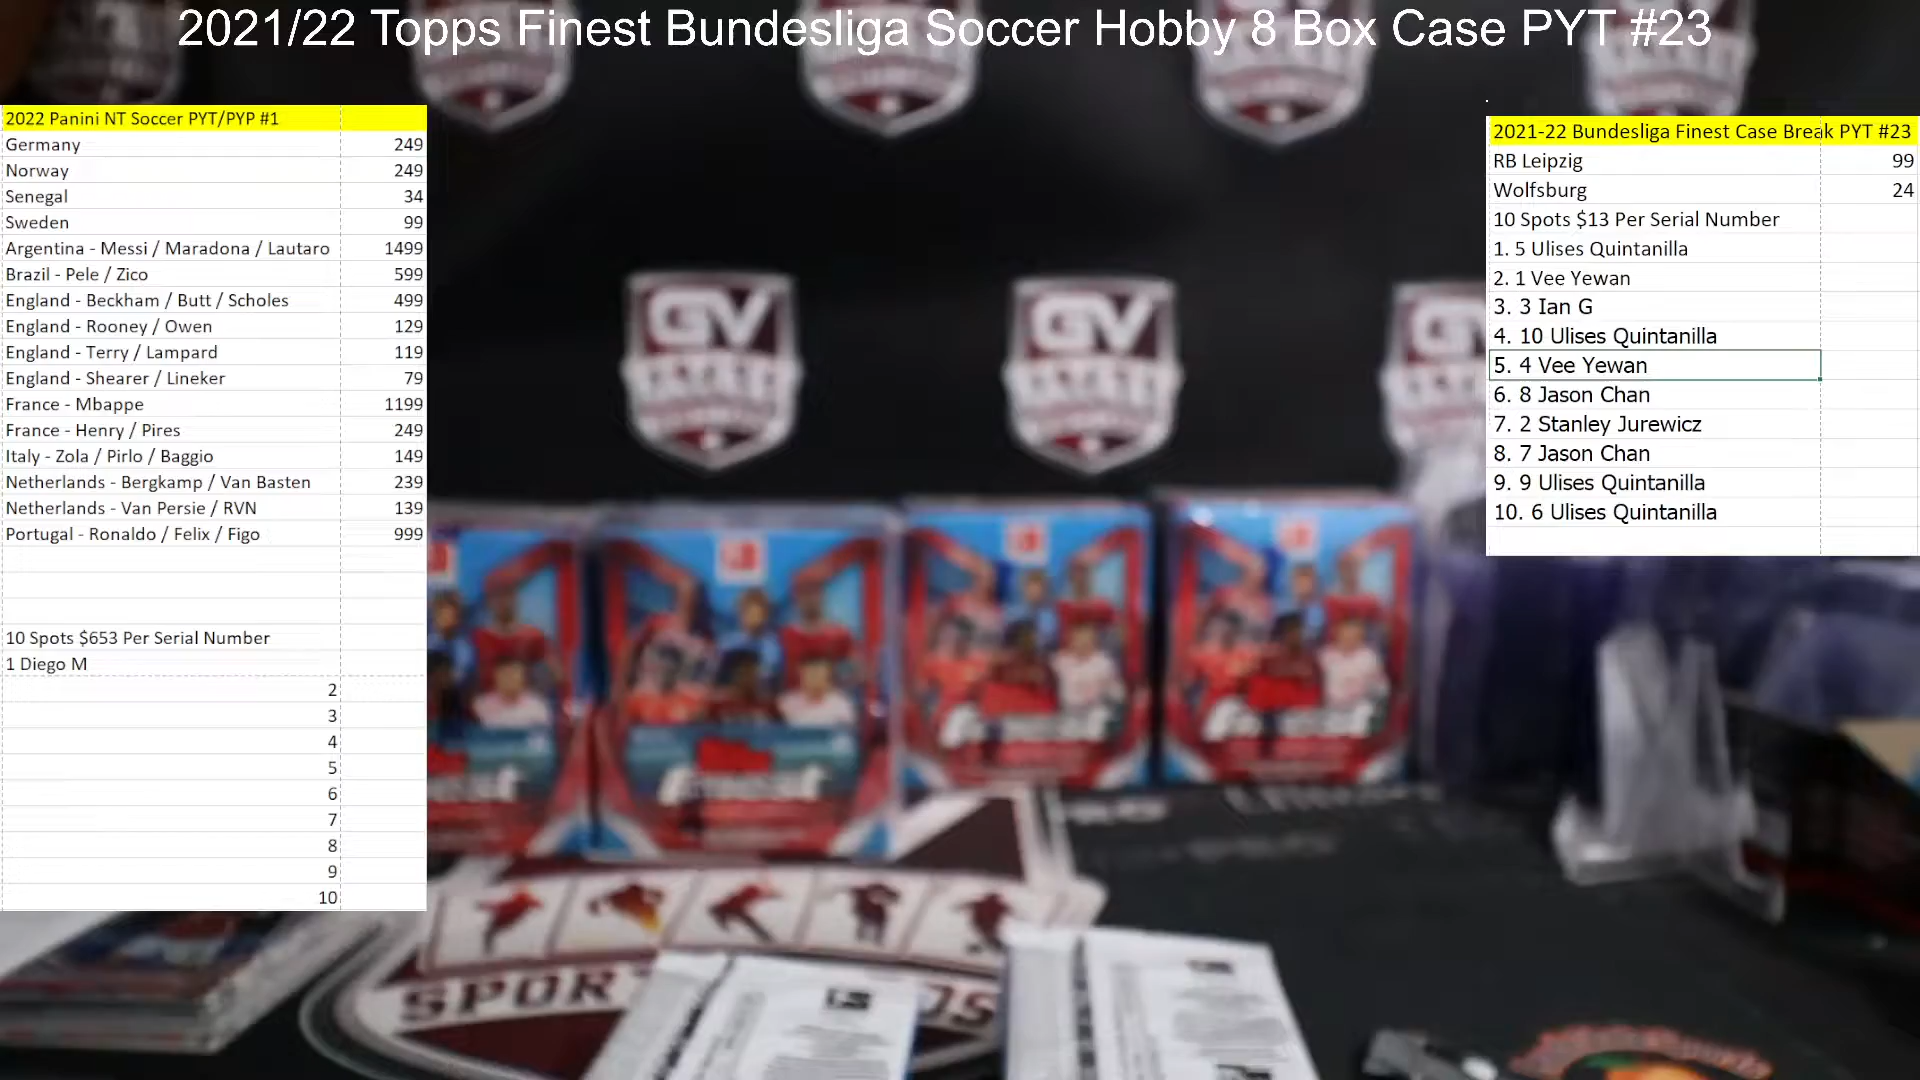 2021/22 Topps Finest Bundesliga Soccer Hobby 8 Box Case PYT #23
2022 Panini NT Soccer PYT/PYP #1
Germany 249
Norway 249
Senegal 34
Sweden 99
Argentina - Messi / Maradona / Lautaro 1499
Brazil - Pele / Zico 599
England - Beckham / Butt / Scholes 499
England - Rooney / Owen 129
England - Terry / Lampard 119
England - Shearer / Lineker 79
France - Mbappe 1199
France - Henry / Pires 249
Italy - Zola / Pirlo / Baggio 149
Netherlands - Bergkamp / Van Basten 239
Netherlands - Van Persie / RVN 139
Portugal - Ronaldo / Felix / Figo 999
10 Spots $653 Per Serial Number
1 Diego M
2
3
4
5
6
7
8
9
10
2021-22 Bundesliga Finest Case Break PYT #23
RB Leipzig 99
Wolfsburg 24
10 Spots $13 Per Serial Number
1. 5 Ulises Quintanilla
2. 1 Vee Yewan
3. 3 Ian G
4. 10 Ulises Quintanilla
5. 4 Vee Yewan
6. 8 Jason Chan
7. 2 Stanley Jurewicz
8. 7 Jason Chan
9. 9 Ulises Quintanilla
10. 6 Ulises Quintanilla
GV
GV
GV
Finest
Finest
Finest
SPOR